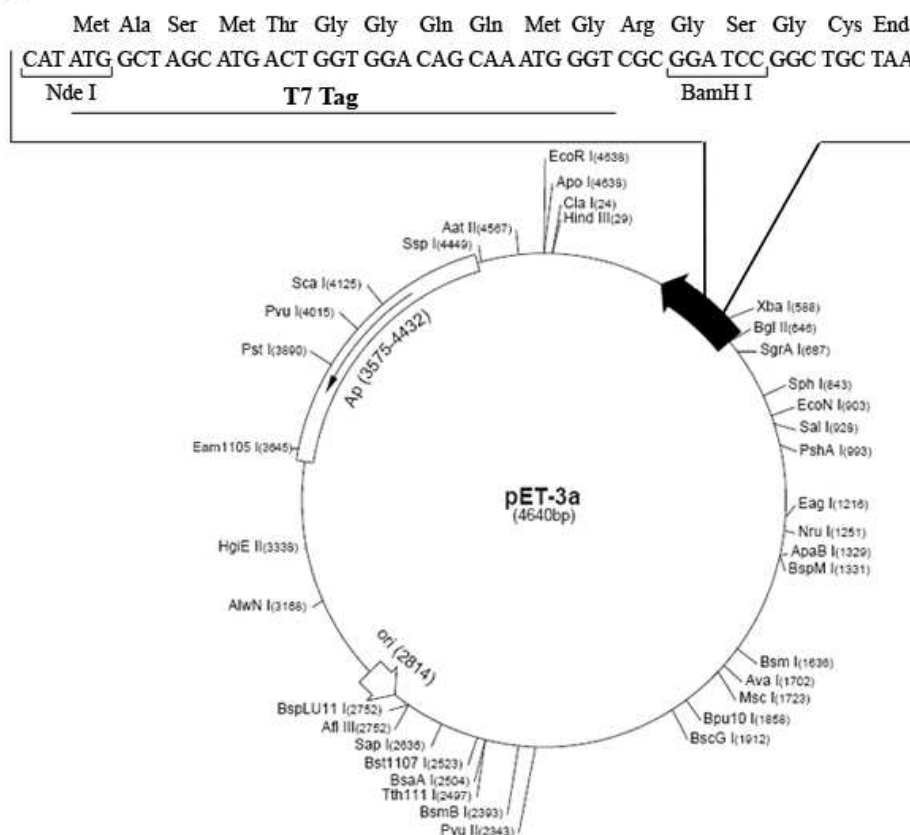 Met Ala Ser Met Thr Gly Gly Gln Gln Met Gly Arg Gly Ser Gly Cys End
CAT ATG GCT AGC ATG ACT GGT GGA CAG CAA ATG GGT CGC GGA TCC GGC TGC TAA
Nde I
T7 Tag
BamH I
EcoR I(4638)
Apo I(4638)
Cla I(24)
Hind III(29)
Aat II(4567)
Ssp I(4449)
Sca I(4125)
Pvu I(4015)
Pst I(3890)
Ap (3575-4432)
Eam1105 I(3645)
HgiE II(3338)
AlwN I(3168)
ori (2814)
BspLU11 I(2752)
Afl III(2752)
Sap I(2636)
Bst1107 I(2523)
BsaA I(2504)
Tth111 I(2497)
BsmB I(2393)
Pvu II(2343)
Xba I(588)
Bgl II(646)
SgrA I(687)
Sph I(843)
EcoN I(903)
Sal I(928)
PshA I(993)
Eag I(1216)
Nru I(1251)
ApaB I(1329)
BspM I(1331)
Bsm I(1636)
Ava I(1702)
Msc I(1723)
Bpu10 I(1858)
BscG I(1912)
pET-3a
(4640bp)